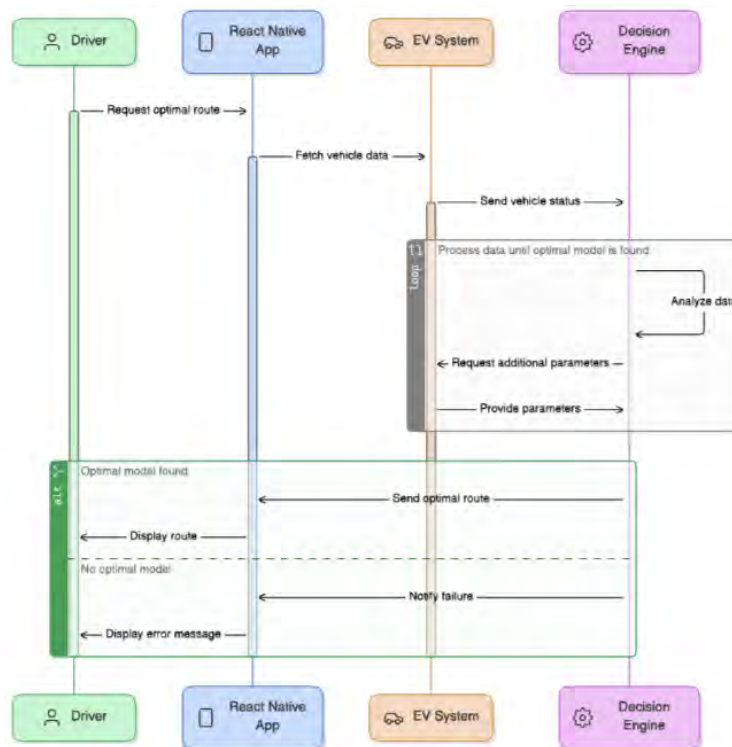 Driver
React Native
App
EV System
Decision
Engine
Request optimal route
Fetch vehicle data
Send vehicle status
loop
Process data until optimal model is found
Analyze data
Request additional parameters
Provide parameters
alt
Optimal model found
Send optimal route
Display route
No optimal model
Notify failure
Display error message
Driver
React Native
App
EV System
Decision
Engine